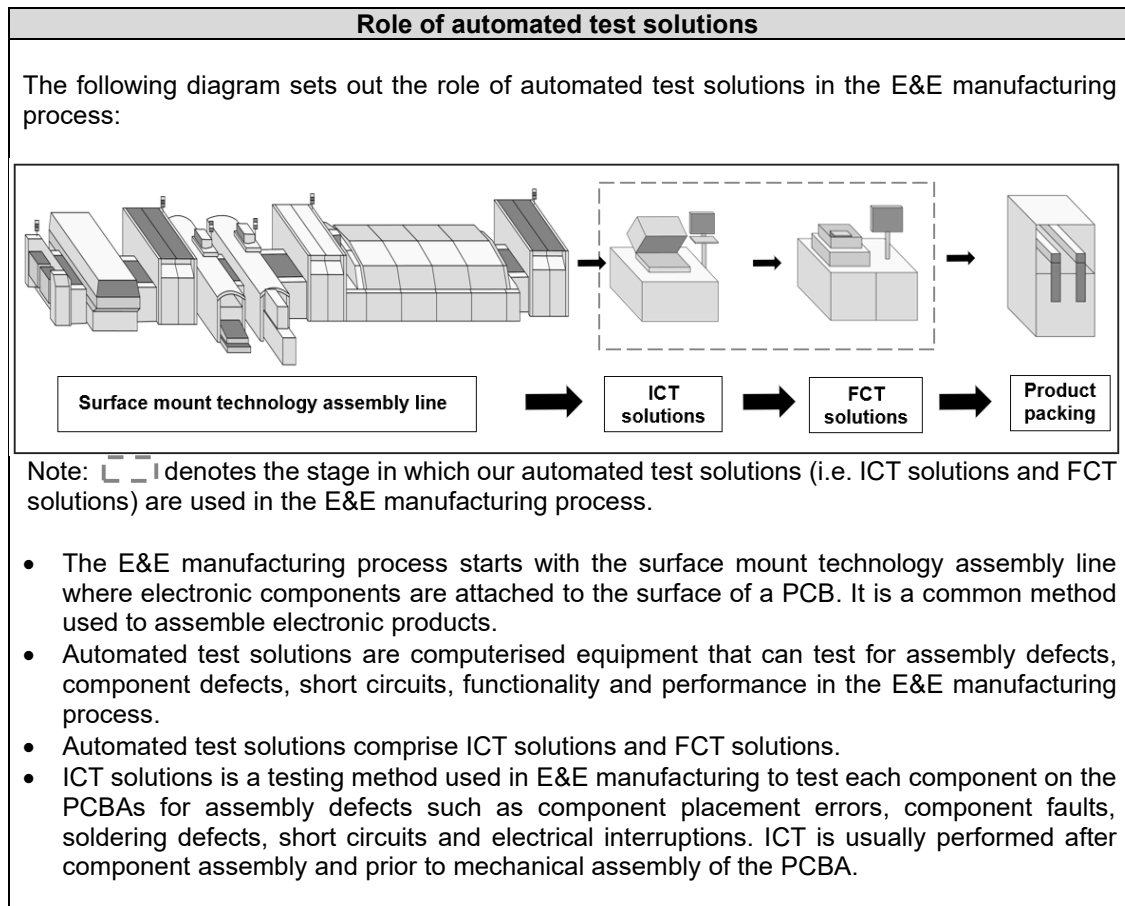 Role of automated test solutions
The following diagram sets out the role of automated test solutions in the E&E manufacturing
process:
Surface mount technology assembly line
ICT
solutions
FCT
solutions
Product
packing
Note: denotes the stage in which our automated test solutions (i.e. ICT solutions and FCT
solutions) are used in the E&E manufacturing process.
• The E&E manufacturing process starts with the surface mount technology assembly line
where electronic components are attached to the surface of a PCB. It is a common method
used to assemble electronic products.
• Automated test solutions are computerised equipment that can test for assembly defects,
component defects, short circuits, functionality and performance in the E&E manufacturing
process.
• Automated test solutions comprise ICT solutions and FCT solutions.
• ICT solutions is a testing method used in E&E manufacturing to test each component on the
PCBAs for assembly defects such as component placement errors, component faults,
soldering defects, short circuits and electrical interruptions. ICT is usually performed after
component assembly and prior to mechanical assembly of the PCBA.